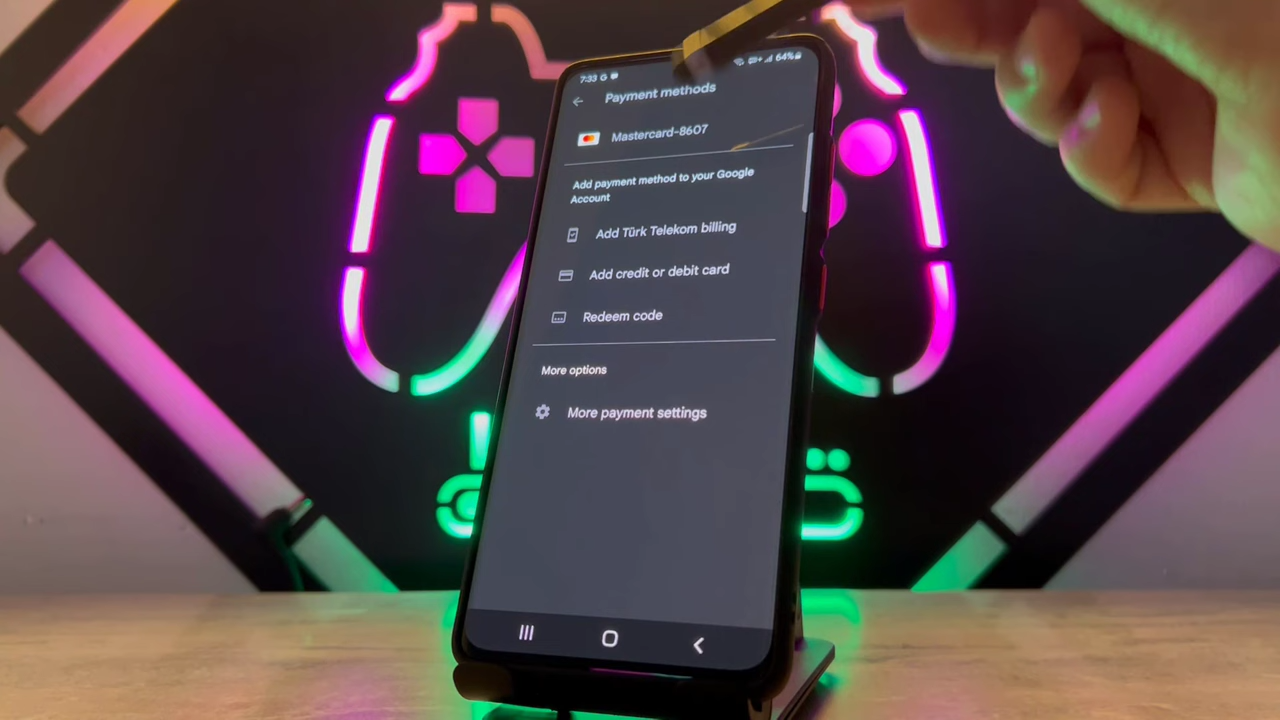 7:33 G
64%
Payment methods
Mastercard-8607
Add payment method to your Google
Account
Add Türk Telekom billing
Add credit or debit card
Redeem code
More options
More payment settings